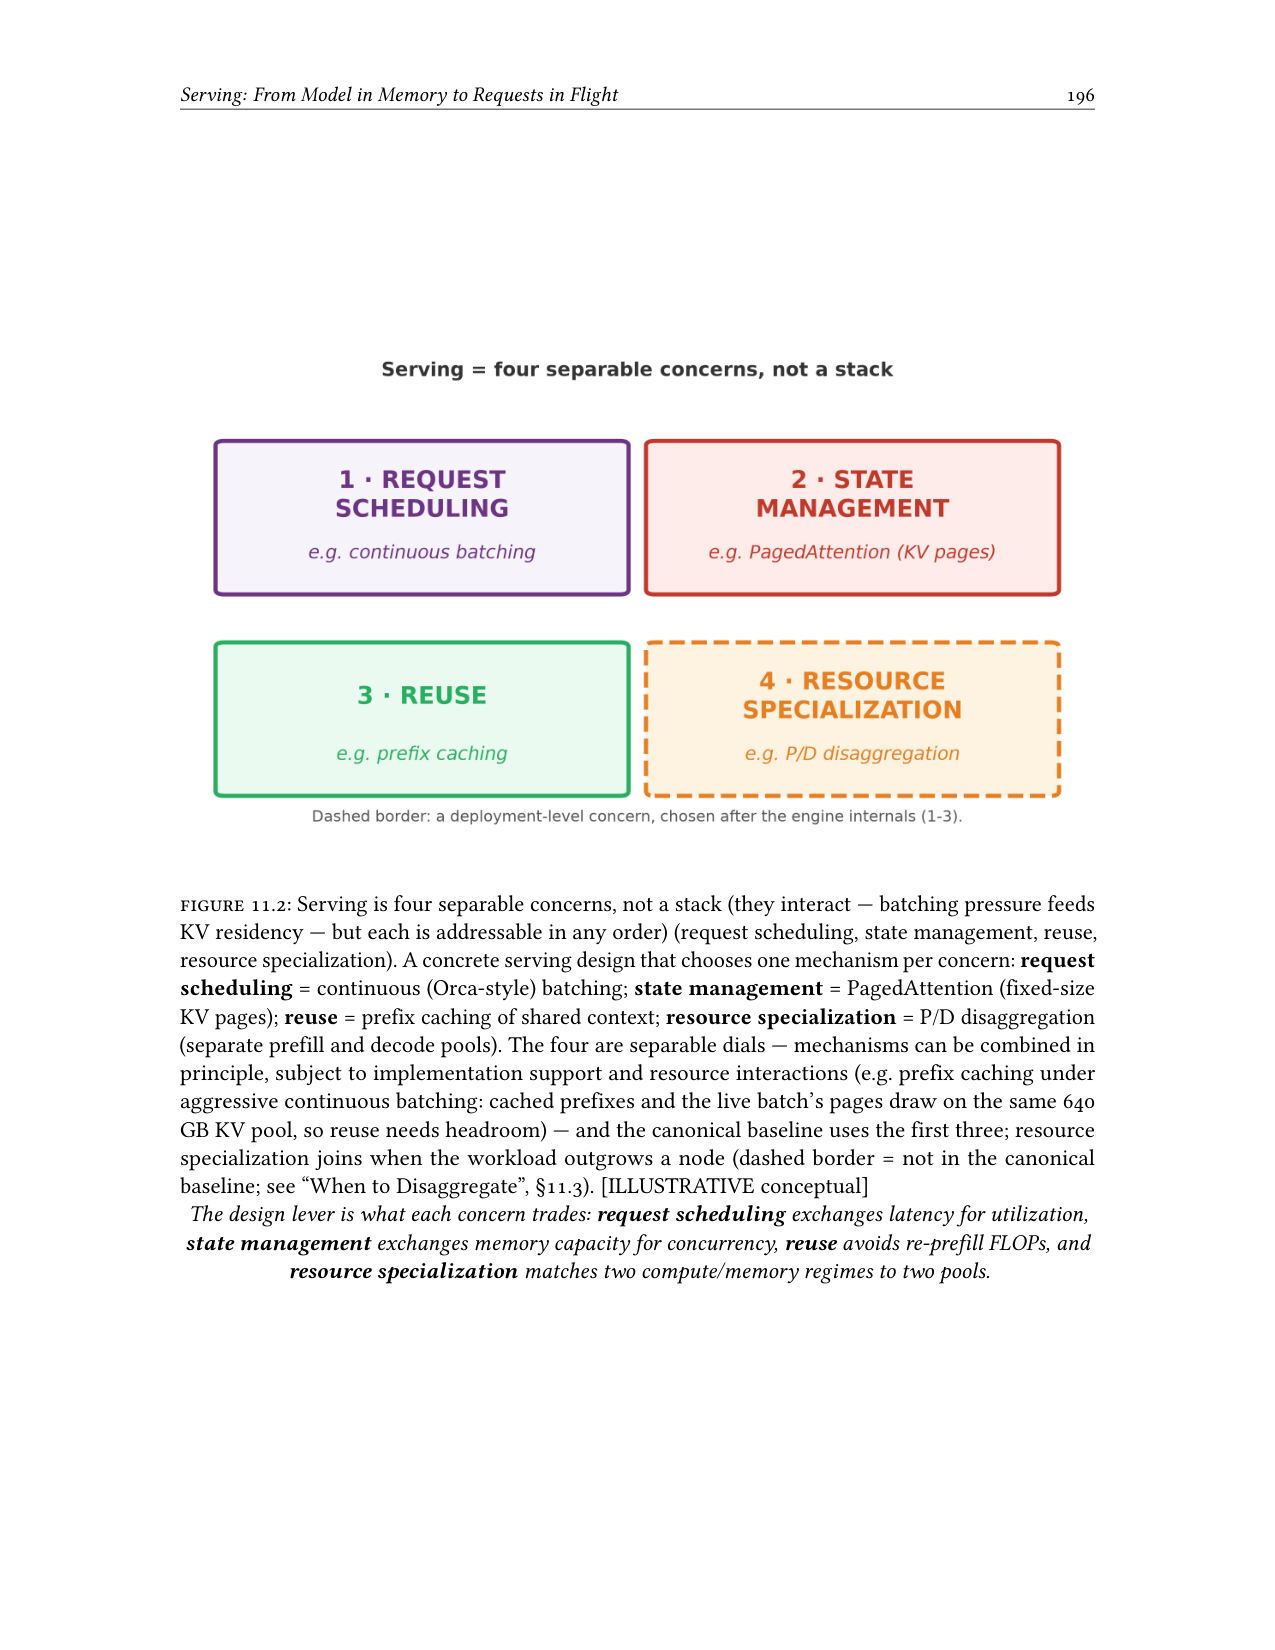 Serving: From Model in Memory to Requests in Flight 196
Serving = four separable concerns, not a stack
1 · REQUEST
SCHEDULING
e.g. continuous batching
2 · STATE
MANAGEMENT
e.g. PagedAttention (KV pages)
3 · REUSE
e.g. prefix caching
4 · RESOURCE
SPECIALIZATION
e.g. P/D disaggregation
Dashed border: a deployment-level concern, chosen after the engine internals (1-3).
FIGURE 11.2: Serving is four separable concerns, not a stack (they interact — batching pressure feeds
KV residency — but each is addressable in any order) (request scheduling, state management, reuse,
resource specialization). A concrete serving design that chooses one mechanism per concern: request
scheduling = continuous (Orca-style) batching; state management = PagedAttention (fixed-size
KV pages); reuse = prefix caching of shared context; resource specialization = P/D disaggregation
(separate prefill and decode pools). The four are separable dials — mechanisms can be combined in
principle, subject to implementation support and resource interactions (e.g. prefix caching under
aggressive continuous batching: cached prefixes and the live batch’s pages draw on the same 640
GB KV pool, so reuse needs headroom) — and the canonical baseline uses the first three; resource
specialization joins when the workload outgrows a node (dashed border = not in the canonical
baseline; see “When to Disaggregate”, §11.3). [ILLUSTRATIVE conceptual]
The design lever is what each concern trades: request scheduling exchanges latency for utilization,
state management exchanges memory capacity for concurrency, reuse avoids re-prefill FLOPs, and
resource specialization matches two compute/memory regimes to two pools.